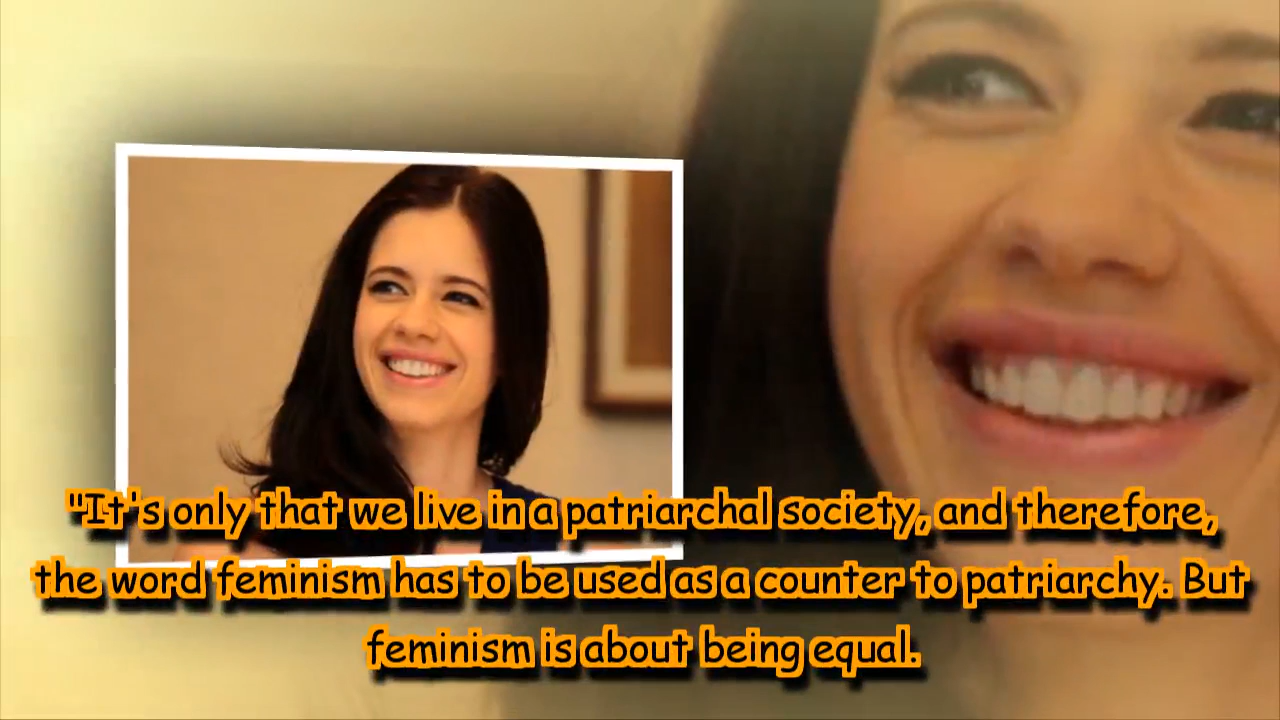 "It's only that we live in a patriarchal society, and therefore,
the word feminism has to be used as a counter to patriarchy. But
feminism is about being equal.